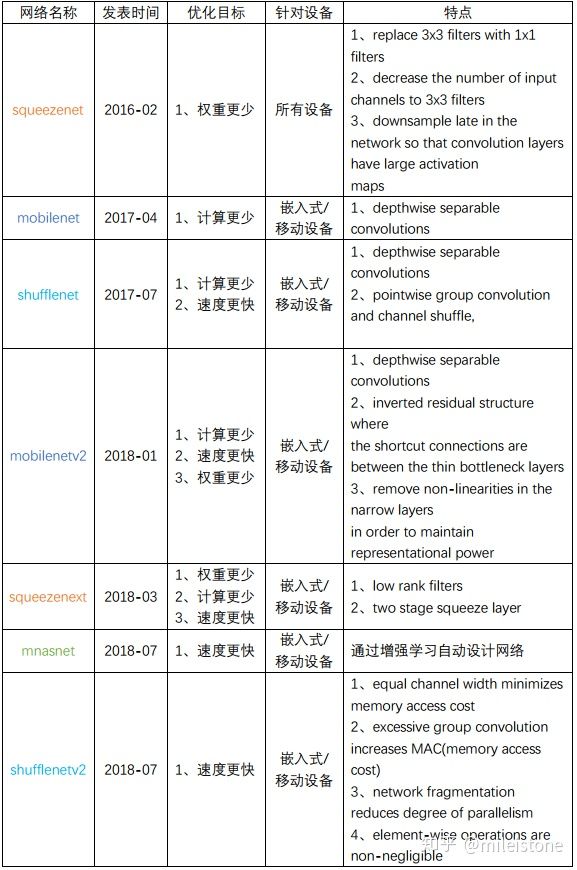 网络名称 发表时间 优化目标 针对设备 特点
squeezenet 2016-02 1、权重更少 所有设备
1、replace 3x3 filters with 1x1
filters
2、decrease the number of input
channels to 3x3 filters
3、downsample late in the
network so that convolution layers
have large activation
maps
mobilenet 2017-04 1、计算更少
嵌入式/
移动设备
1、depthwise separable
convolutions
shufflenet 2017-07
1、计算更少
2、速度更快
嵌入式/
移动设备
1、depthwise separable
convolutions
2、pointwise group convolution
and channel shuffle,
mobilenetv2 2018-01
1、计算更少
2、速度更快
3、权重更少
嵌入式/
移动设备
1、depthwise separable
convolutions
2、inverted residual structure
where
the shortcut connections are
between the thin bottleneck layers
3、remove non-linearities in the
narrow layers
in order to maintain
representational power
squeezenext 2018-03
1、权重更少
2、计算更少
3、速度更快
嵌入式/
移动设备
1、low rank filters
2、two stage squeeze layer
mnasnet 2018-07 1、速度更快
嵌入式/
移动设备
通过增强学习自动设计网络
shufflenetv2 2018-07 1、速度更快
嵌入式/
移动设备
1、equal channel width minimizes
memory access cost
2、excessive group convolution
increases MAC(memory access
cost)
3、network fragmentation
reduces degree of parallelism
4、element-wise operations are
non-negligible
知乎 @mileistone